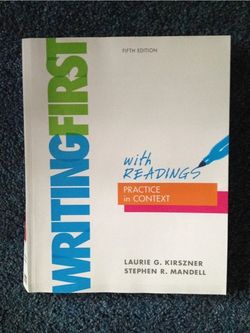 WRITINGFIRST
FIFTH EDITION
with
READINGS
PRACTICE
in CONTEXT
LAURIE G. KIRSZNER
STEPHEN R. MANDELL